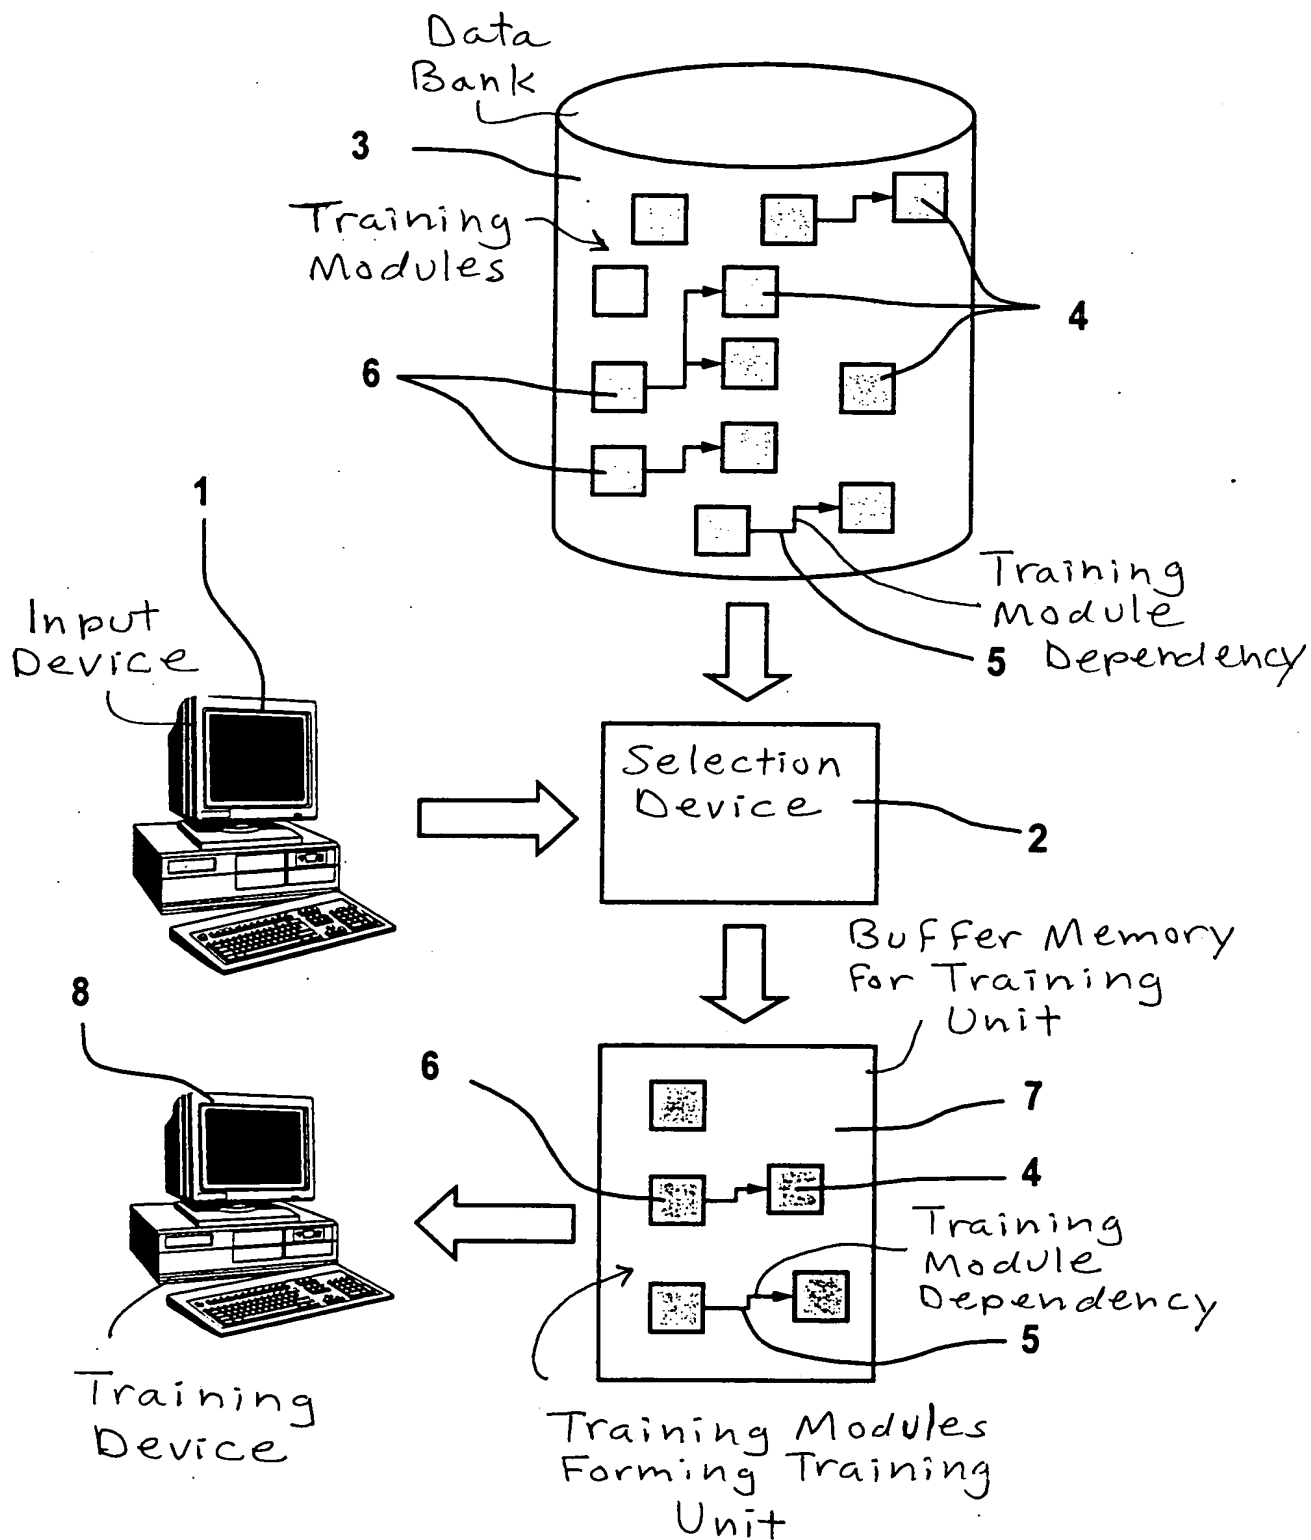 Data
Bank
3
Training
Modules
4
6
1
Training
Module
Dependency
5
Input
Device
Selection
Device
2
Buffer Memory
For Training
Unit
8
6
7
4
Training
Module
Dependency
5
Training
Device
Training Modules
Forming Training
Unit